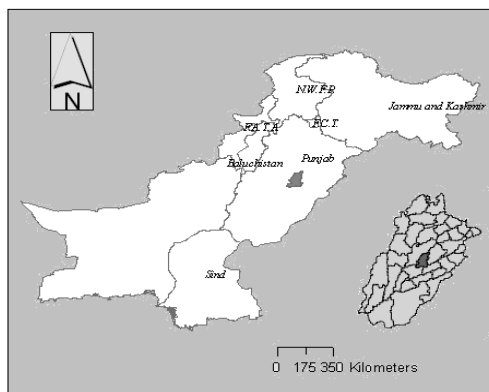 N
N.W.F.P.
Jammu and Kashmir
F.A.T.A
F.C.T.
Baluchistan
Punjab
Sind
0 175 350 Kilometers